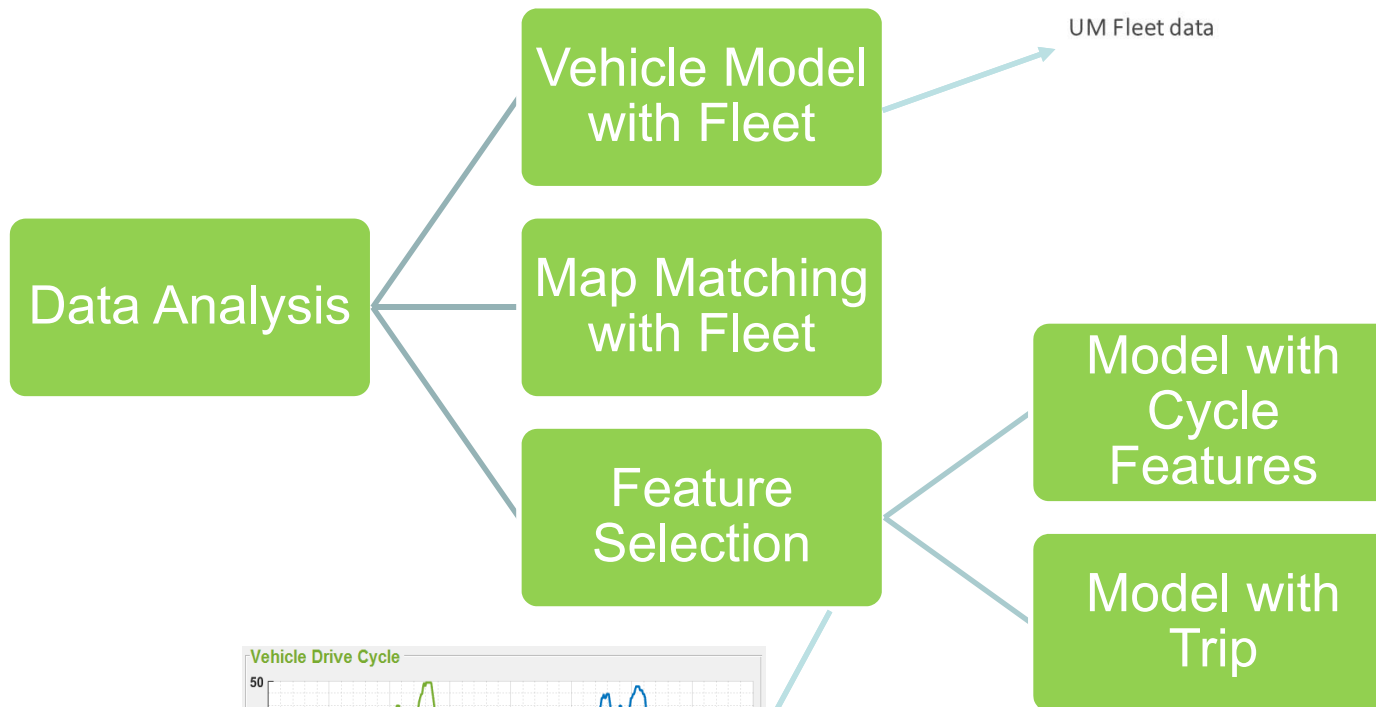 UM Fleet data
Vehicle Model
with Fleet
Data Analysis
Map Matching
with Fleet
Feature
Selection
Model with
Cycle
Features
Model with
Trip
Vehicle Drive Cycle
50